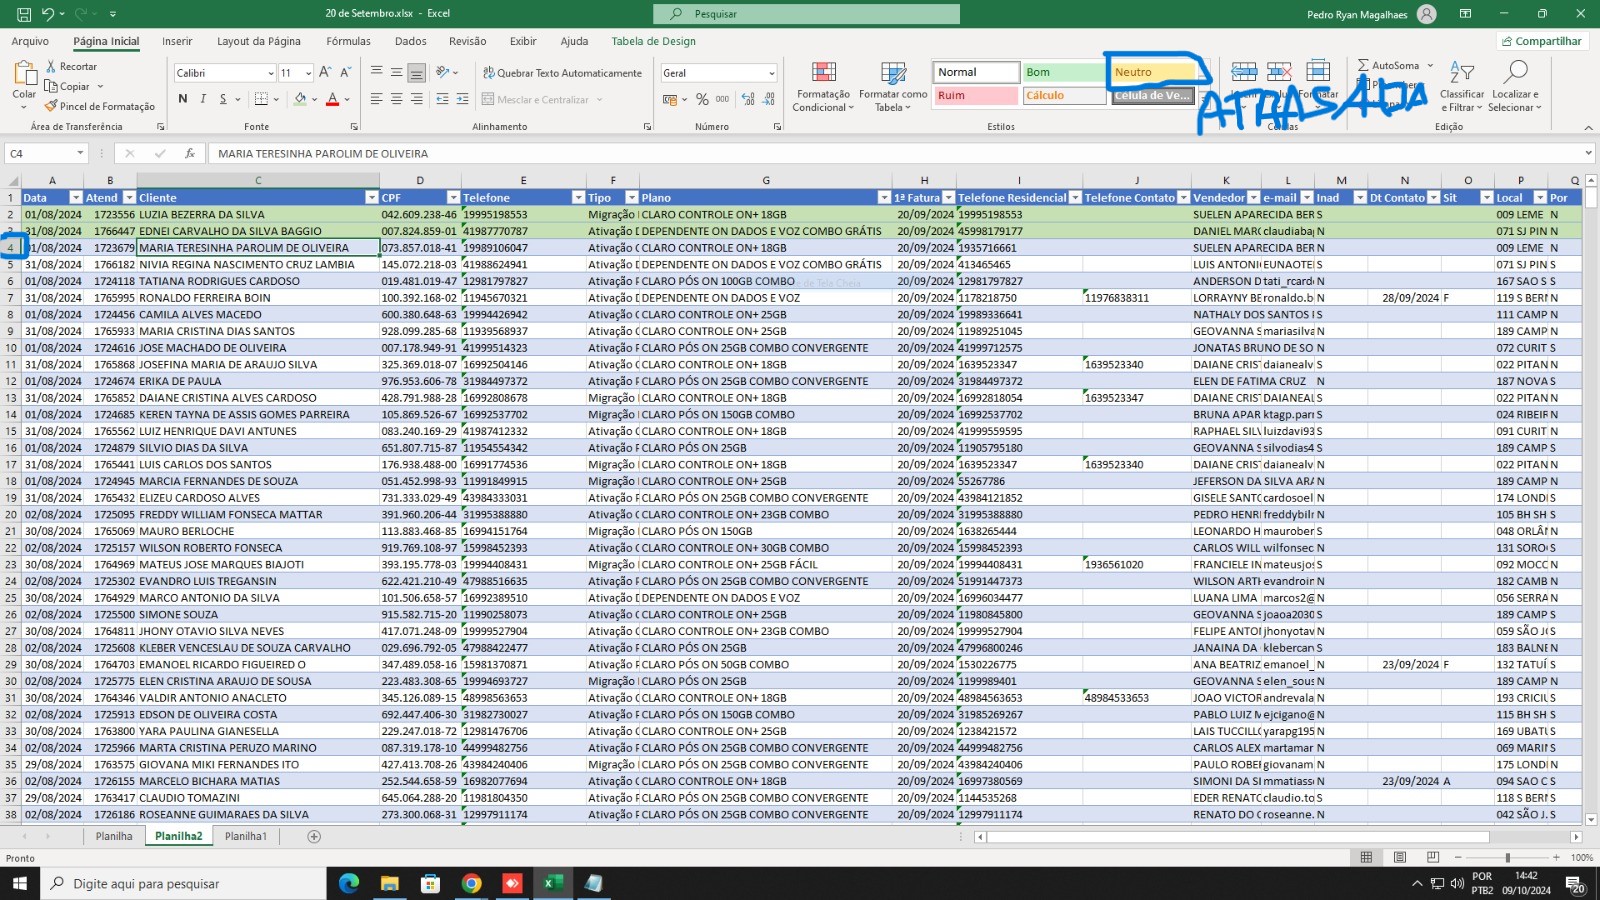 20 de Setembro.xlsx - Excel
Pesquisar
Pedro Ryan Magalhaes
Arquivo Página Inicial Inserir Layout da Página Fórmulas Dados Revisão Exibir Ajuda Tabela de Design
Compartilhar
Colar
Recortar
Copiar
Pincel de Formatação
Área de Transferência
Calibri 11
N I S
Fonte
Quebrar Texto Automaticamente
Mesclar e Centralizar
Alinhamento
Geral
% 000
Número
Formatação Condicional
Formatar como Tabela
Normal Bom Neutro
Ruim Cálculo Célula de Ve...
Estilos
ATRASADA
Células
AutoSoma
Classificar e Filtrar
Localizar e Selecionar
Edição
C4 fx MARIA TERESINHA PAROLIM DE OLIVEIRA
A B C D E F G H I J K L M N O P Q
1 Data Atend Cliente CPF Telefone Tipo Plano 1ª Fatura Telefone Residencial Telefone Contato Vendedor e-mail Inad Dt Contato Sit Local Por
2 01/08/2024 1723556 LUZIA BEZERRA DA SILVA 042.609.238-46 19995198553 Migração CLARO CONTROLE ON+ 18GB 20/09/2024 19995198553 SUELEN APARECIDA BER S 009 LEME N
3 31/08/2024 1766447 EDNEI CARVALHO DA SILVA BAGGIO 007.824.859-01 41987770787 Ativação D DEPENDENTE ON DADOS E VOZ COMBO GRÁTIS 20/09/2024 45998179177 DANIEL MARC claudiaba N 071 SJ PIN N
4 01/08/2024 1723679 MARIA TERESINHA PAROLIM DE OLIVEIRA 073.857.018-41 19989106047 Migração CLARO CONTROLE ON+ 18GB 20/09/2024 1935716661 SUELEN APARECIDA BER S 009 LEME N
5 31/08/2024 1766182 NIVIA REGINA NASCIMENTO CRUZ LAMBIA 145.072.218-03 41988624941 Ativação D DEPENDENTE ON DADOS E VOZ COMBO GRÁTIS 20/09/2024 413465465 LUIS ANTONI EUNAOTE S 071 SJ PIN S
6 01/08/2024 1724118 TATIANA RODRIGUES CARDOSO 019.481.019-47 12981797827 Migração CLARO PÓS ON 100GB COMBO 20/09/2024 12981797827 ANDERSON D tati_rcard N 167 SAO S S
7 31/08/2024 1765995 RONALDO FERREIRA BOIN 100.392.168-02 11945670321 Ativação D DEPENDENTE ON DADOS E VOZ 20/09/2024 1178218750 11976838311 LORRAYNY BE ronaldo.b N 28/09/2024 F 119 S BERN S
8 01/08/2024 1724456 CAMILA ALVES MACEDO 600.380.648-63 19994426942 Ativação CLARO CONTROLE ON+ 25GB 20/09/2024 19989336641 NATHALY DOS SANTOS N 111 CAMP S
9 31/08/2024 1765933 MARIA CRISTINA DIAS SANTOS 928.099.285-68 11939568937 Ativação CLARO CONTROLE ON+ 25GB 20/09/2024 11989251045 GEOVANNA S mariasilva N 189 CAMP S
10 01/08/2024 1724616 JOSE MACHADO DE OLIVEIRA 007.178.949-91 41999514323 Migração CLARO PÓS ON 25GB COMBO CONVERGENTE 20/09/2024 41999712575 JONATAS BRUNO DE SO N 072 CURIT S
11 31/08/2024 1765868 JOSEFINA MARIA DE ARAUJO SILVA 325.369.018-07 16992504146 Ativação CLARO CONTROLE ON+ 18GB 20/09/2024 1639523347 1639523340 DAIANE CRIS daianealv S 022 PITAN N
12 01/08/2024 1724674 ERIKA DE PAULA 976.953.606-78 31984497372 Ativação CLARO PÓS ON 25GB COMBO CONVERGENTE 20/09/2024 31984497372 ELEN DE FATIMA CRUZ N 187 NOVA S
13 31/08/2024 1765852 DAIANE CRISTINA ALVES CARDOSO 428.791.988-28 16992808678 Migração CLARO CONTROLE ON+ 18GB 20/09/2024 16992818054 1639523347 DAIANE CRIS DAIANEAL S 022 PITAN N
14 01/08/2024 1724685 KEREN TAYNA DE ASSIS GOMES PARREIRA 105.869.526-67 16992537702 Migração CLARO PÓS ON 150GB COMBO 20/09/2024 16992537702 BRUNA APAR ktagp.parr S 024 RIBEIR N
15 31/08/2024 1765562 LUIZ HENRIQUE DAVI ANTUNES 083.240.169-29 41987412332 Ativação CLARO CONTROLE ON+ 18GB 20/09/2024 41999559595 RAPHAEL SIL luizdavi93 S 091 CURIT S
16 01/08/2024 1724879 SILVIO DIAS DA SILVA 651.807.715-87 11954554342 Ativação CLARO PÓS ON 25GB 20/09/2024 11905795180 GEOVANNA S silvodias4 S 189 CAMP S
17 31/08/2024 1765441 LUIS CARLOS DOS SANTOS 176.938.488-00 16991774536 Migração CLARO CONTROLE ON+ 18GB 20/09/2024 1639523347 1639523340 DAIANE CRIS daianealv S 022 PITAN N
18 01/08/2024 1724945 MARCIA FERNANDES DE SOUZA 051.452.998-93 11991849915 Migração CLARO CONTROLE ON+ 18GB 20/09/2024 55267786 JEFERSON DA SILVA ARA N 189 CAMP N
19 31/08/2024 1765432 ELIZEU CARDOSO ALVES 731.333.029-49 43984333031 Ativação CLARO PÓS ON 25GB COMBO CONVERGENTE 20/09/2024 43984121852 GISELE SANT cardosoel S 174 LOND S
20 02/08/2024 1725095 FREDDY WILLIAM FONSECA MATTAR 391.960.206-44 31995388880 Ativação CLARO CONTROLE ON+ 23GB COMBO 20/09/2024 31995388880 PEDRO HENR freddybil N 105 BH SH S
21 30/08/2024 1765069 MAURO BERLOCHE 113.883.468-85 16994151764 Migração CLARO PÓS ON 150GB 20/09/2024 1638265444 LEONARDO H maurober S 048 ORLÂN N
22 02/08/2024 1725157 WILSON ROBERTO FONSECA 919.769.108-97 15998452393 Ativação CLARO CONTROLE ON+ 30GB COMBO 20/09/2024 15998452393 CARLOS WILL wilfonsec N 131 SORO S
23 30/08/2024 1764969 MATEUS JOSE MARQUES BIAJOTI 393.195.778-03 19994408431 Migração CLARO CONTROLE ON+ 25GB FÁCIL 20/09/2024 19994408431 1936561020 FRANCIELE IN mateusjos S 092 MOCO N
24 02/08/2024 1725302 EVANDRO LUIS TREGANSIN 622.421.210-49 47988516635 Ativação CLARO PÓS ON 25GB COMBO CONVERGENTE 20/09/2024 51991447373 WILSON ART evandroin N 182 CAMB S
25 30/08/2024 1764929 MARCO ANTONIO DA SILVA 101.506.658-57 16992389510 Ativação D DEPENDENTE ON DADOS E VOZ 20/09/2024 16996034477 LUANA LIMA marcos2@ N 056 SERRA N
26 02/08/2024 1725500 SIMONE SOUZA 915.582.715-20 11990258073 Ativação CLARO CONTROLE ON+ 25GB 20/09/2024 11980845800 GEOVANNA S joaoa2030 S 189 CAMP S
27 30/08/2024 1764811 JHONY OTAVIO SILVA NEVES 417.071.248-09 19999527904 Ativação CLARO CONTROLE ON+ 23GB COMBO 20/09/2024 19999527904 FELIPE ANTO jhonyotav N 059 SÃO J S
28 02/08/2024 1725608 KLEBER VENCESLAU DE SOUZA CARVALHO 029.696.792-05 47988422477 Ativação CLARO PÓS ON 25GB 20/09/2024 47996800246 JANAINA DA klebercar N 183 BALNE S
29 30/08/2024 1764703 EMANOEL RICARDO FIGUEIRED O 347.489.058-16 15981370871 Ativação CLARO PÓS ON 50GB COMBO 20/09/2024 1530226775 ANA BEATRIZ emanoel_ N 23/09/2024 F 132 TATUÍ S
30 02/08/2024 1725775 ELEN CRISTINA ARAUJO DE SOUSA 223.483.308-65 19994693727 Migração CLARO PÓS ON 25GB 20/09/2024 1199989401 GEOVANNA S elen_sous N 189 CAMP N
31 30/08/2024 1764346 VALDIR ANTONIO ANACLETO 345.126.089-15 48998563653 Ativação CLARO CONTROLE ON+ 18GB 20/09/2024 48984563653 48984533653 JOAO VICTOR andrevala N 193 CRICIU S
32 02/08/2024 1725913 EDSON DE OLIVEIRA COSTA 692.447.406-30 31982730027 Ativação CLARO PÓS ON 150GB COMBO 20/09/2024 31985269267 PABLO LUIZ M ejcigano@ N 115 BH SH S
33 30/08/2024 1763800 YARA PAULINA GIANESELLA 229.247.018-72 12981476706 Ativação CLARO CONTROLE ON+ 25GB 20/09/2024 1238421572 LAIS TUCCILL yarapg195 N 169 UBATU S
34 02/08/2024 1725966 MARTA CRISTINA PERUZO MARINO 087.319.178-10 44999482756 Ativação CLARO PÓS ON 25GB COMBO CONVERGENTE 20/09/2024 44999482756 CARLOS ALEX martamar N 069 MARIN S
35 29/08/2024 1763575 GIOVANA MIKI FERNANDES ITO 427.413.708-26 43984240406 Migração CLARO PÓS ON 25GB COMBO CONVERGENTE 20/09/2024 43984240406 PAULO ROBE giovanam N 175 LOND S
36 02/08/2024 1726155 MARCELO BICHARA MATIAS 252.544.658-59 16982077694 Ativação CLARO CONTROLE ON+ 18GB 20/09/2024 16997380569 SIMONI DA SI mmatiass N 23/09/2024 A 094 SAO C S
37 29/08/2024 1763417 CLAUDIO TOMAZINI 645.064.288-20 11981804350 Ativação CLARO PÓS ON 25GB COMBO CONVERGENTE 20/09/2024 1144535268 EDER RENATO claudio.to S 118 S BERN S
38 02/08/2024 1726186 ROSEANNE GUIMARAES DA SILVA 273.300.068-31 12997911174 Ativação CLARO PÓS ON 25GB COMBO CONVERGENTE 20/09/2024 12997911174 RENATO DO roseanne. N 042 SÃO J. S
Planilha Planilha2 Planilha1
Pronto
100%
Digite aqui para pesquisar
POR
PTB2
14:42
09/10/2024
20